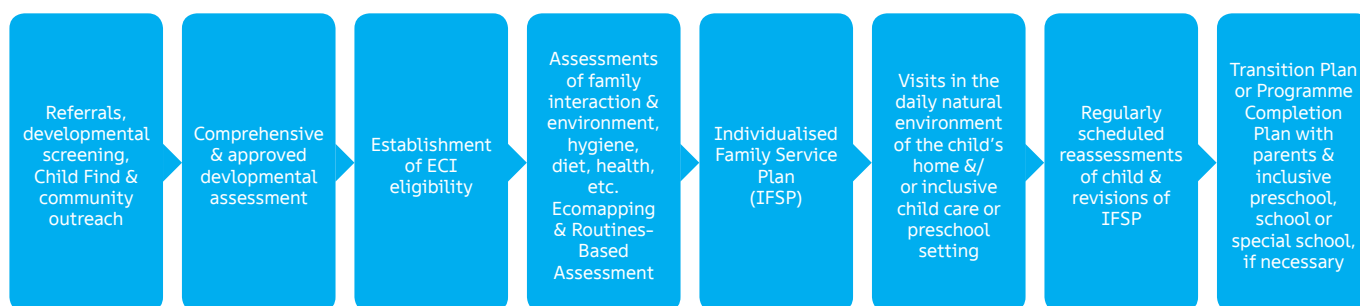 Referrals,
developmental
screening,
Child Find &
community
outreach
Comprehensive
& approved
devlopmental
assessment
Establishment
of ECI
eligibility
Assessments
of family
interaction &
environment,
hygiene,
diet, health,
etc.
Ecomapping
& Routines-
Based
Assessment
Individualised
Family Service
Plan
(IFSP)
Visits in the
daily natural
environment
of the child's
home &/
or inclusive
child care or
preschool
setting
Regularly
scheduled
reassessments
of child &
revisions of
IFSP
Transition Plan
or Programme
Completion
Plan with
parents &
inclusive
preschool,
school or
special school,
if necessary